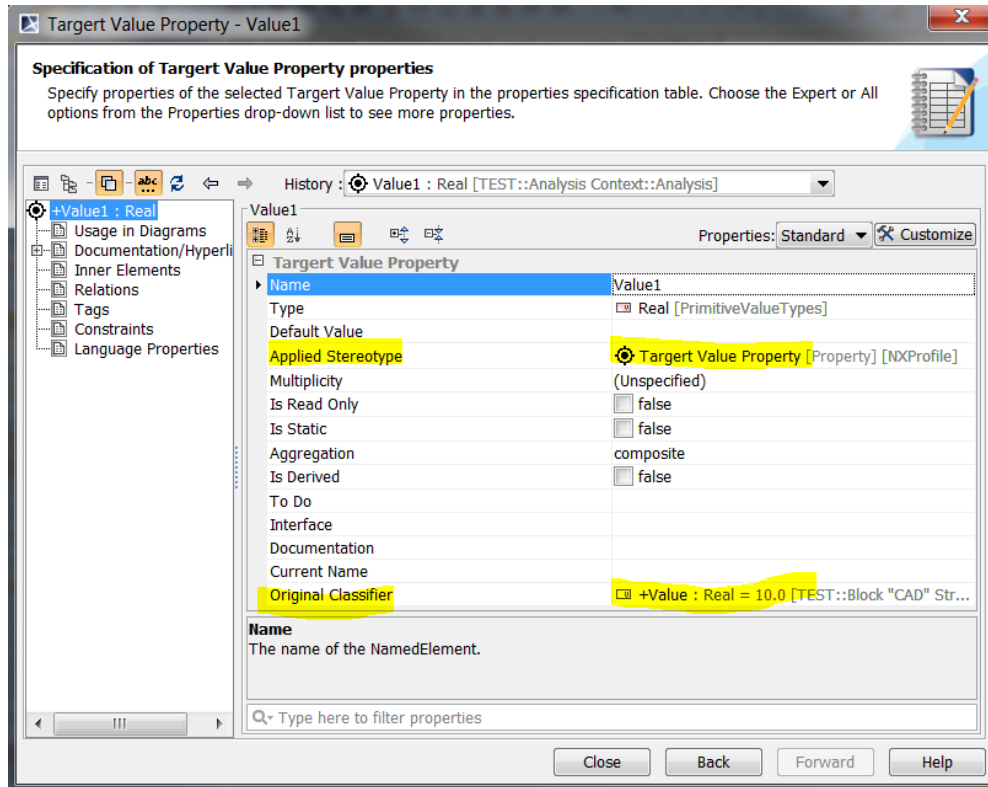 Targert Value Property - Value1
Specification of Targert Value Property properties
Specify properties of the selected Targert Value Property in the properties specification table. Choose the Expert or All
options from the Properties drop-down list to see more properties.
abc
History : Value1 : Real [TEST::Analysis Context::Analysis]
+Value1 : Real
Usage in Diagrams
Documentation/Hyperli
Inner Elements
Relations
Tags
Constraints
Language Properties
Value1
Properties: Standard Customize
Targert Value Property
Name Value1
Type Real [PrimitiveValueTypes]
Default Value
Applied Stereotype Targert Value Property [Property] [NXProfile]
Multiplicity (Unspecified)
Is Read Only false
Is Static false
Aggregation composite
Is Derived false
To Do
Interface
Documentation
Current Name
Original Classifier +Value : Real = 10.0 [TEST::Block "CAD" Str...
Name
The name of the NamedElement.
Type here to filter properties
Close Back Forward Help